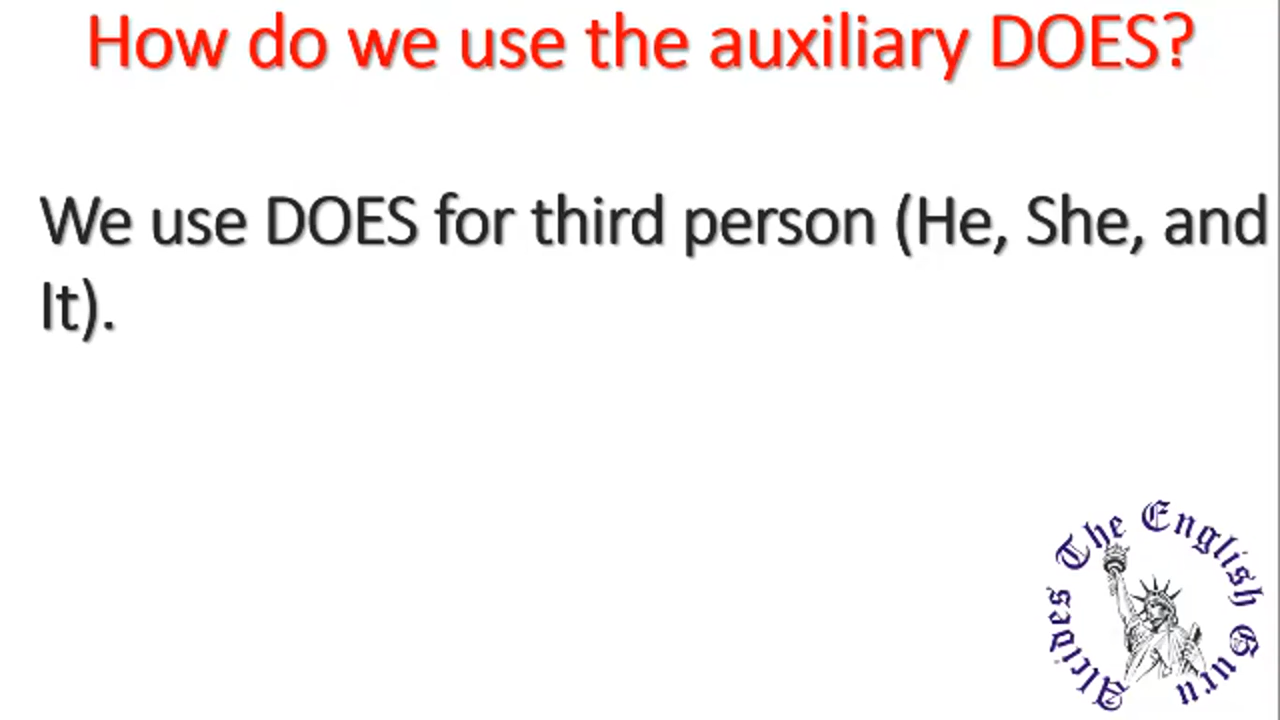 How do we use the auxiliary DOES?
We use DOES for third person (He, She, and
It).
Alcides The English Guru